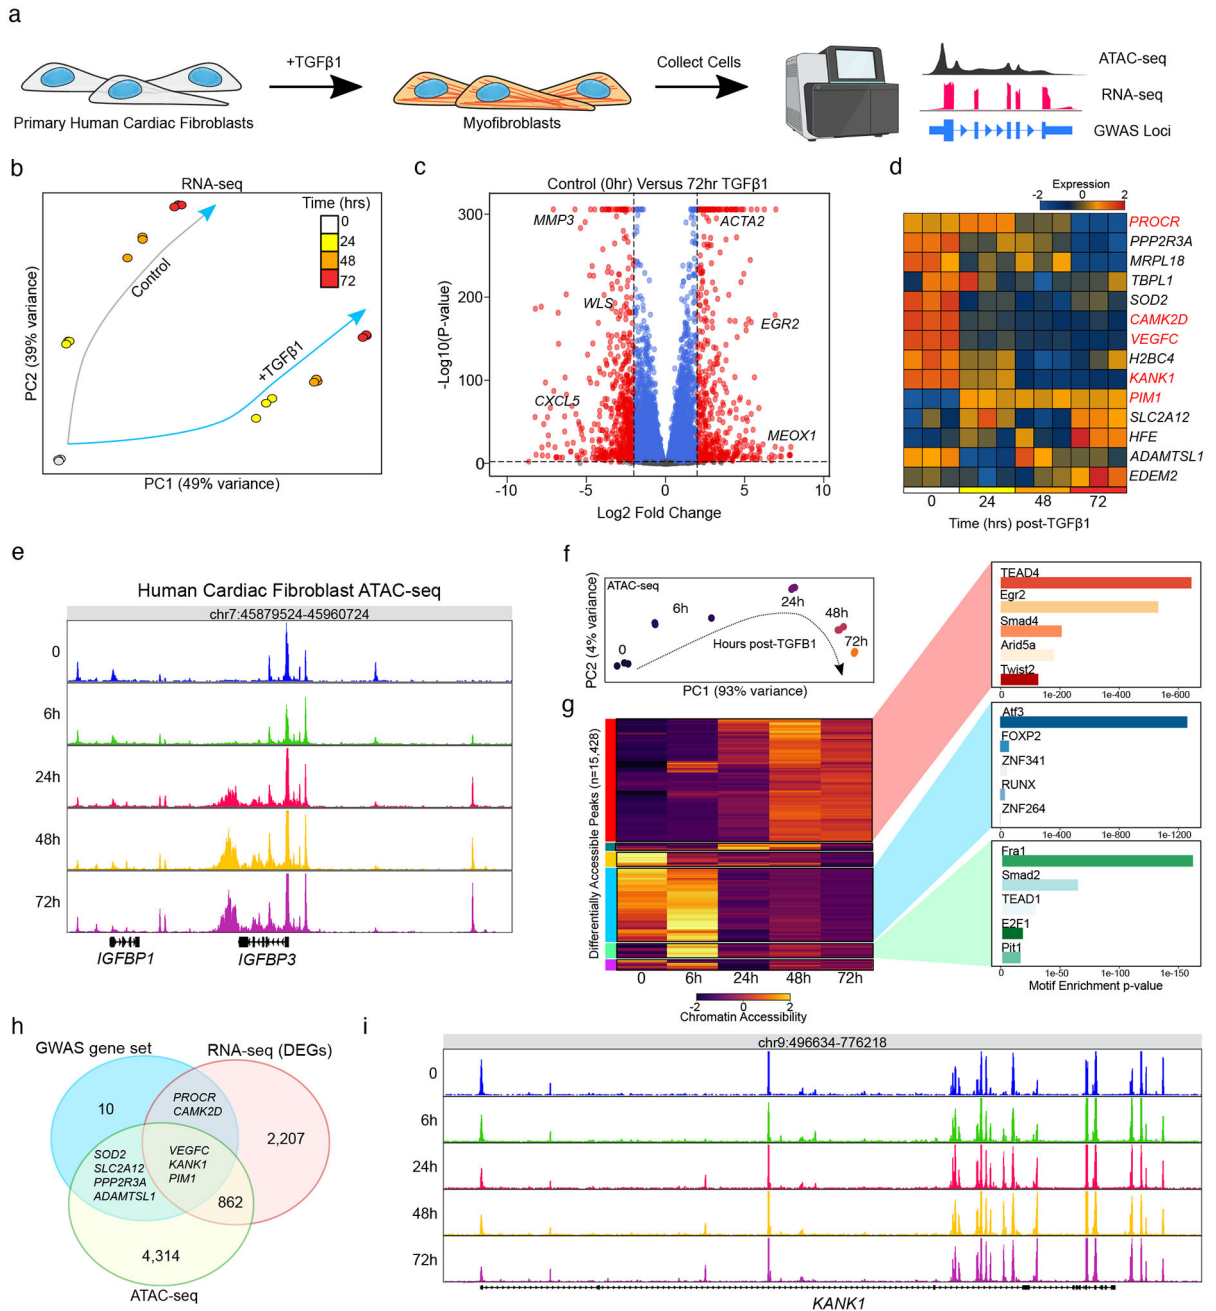 a
+TGFβ1
Collect Cells
Primary Human Cardiac Fibroblasts
Myofibroblasts
ATAC-seq
RNA-seq
GWAS Loci
b
RNA-seq
Time (hrs)
0
24
48
72
Control
+TGFβ1
PC2 (39% variance)
PC1 (49% variance)
c
Control (0hr) Versus 72hr TGFβ1
300
200
100
0
-Log10(P-value)
MMP3
ACTA2
WLS
EGR2
CXCL5
MEOX1
-10
-5
0
5
10
Log2 Fold Change
d
Expression
-2
0
2
PROCR
PPP2R3A
MRPL18
TBPL1
SOD2
CAMK2D
VEGFC
H2BC4
KANK1
PIM1
SLC2A12
HFE
ADAMTSL1
EDEM2
0
24
48
72
Time (hrs) post-TGFβ1
e
Human Cardiac Fibroblast ATAC-seq
chr7:45879524-45960724
0
6h
24h
48h
72h
IGFBP1
IGFBP3
f
ATAC-seq
0
6h
24h
48h
72h
Hours post-TGFB1
PC2 (4% variance)
PC1 (93% variance)
g
Differentially Accessible Peaks (n=15,428)
0
6h
24h
48h
72h
-2
0
2
Chromatin Accessibility
TEAD4
Egr2
Smad4
Arid5a
Twist2
0
1e-200
1e-400
1e-600
Atf3
FOXP2
ZNF341
RUNX
ZNF264
0
1e-400
1e-800
1e-1200
Fra1
Smad2
TEAD1
E2F1
Pit1
0
1e-50
1e-100
1e-150
Motif Enrichment p-value
h
GWAS gene set
RNA-seq (DEGs)
10
PROCR
CAMK2D
2,207
SOD2
SLC2A12
PPP2R3A
ADAMTSL1
VEGFC
KANK1
PIM1
862
4,314
ATAC-seq
i
chr9:496634-776218
0
6h
24h
48h
72h
KANK1